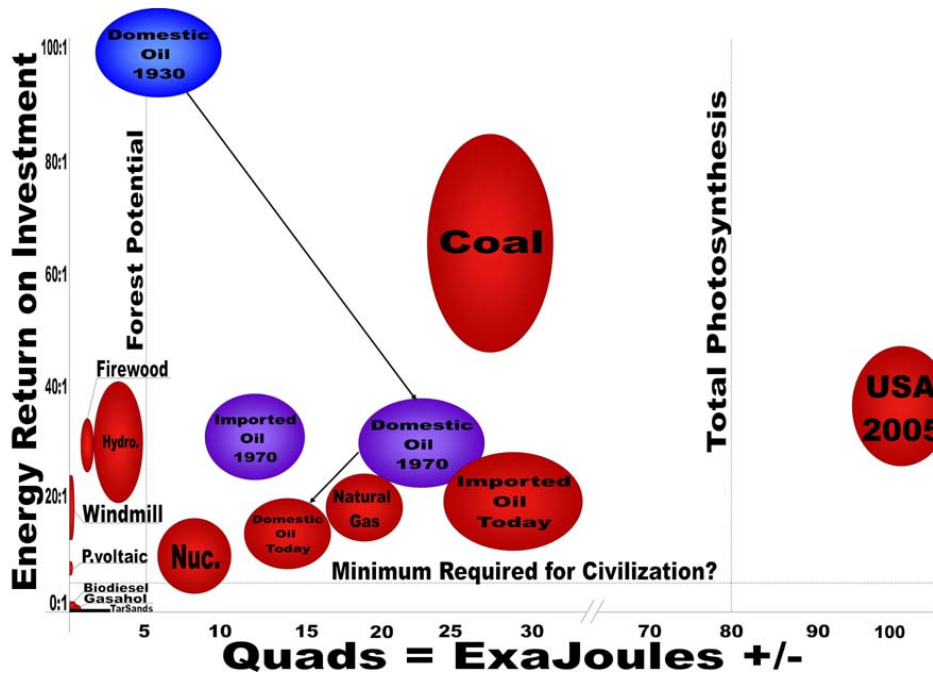 Energy Return on Investment
100:1
80:1
60:1
40:1
20:1
0:1
Domestic
Oil
1930
Forest Potential
Coal
Total Photosynthesis
Firewood
Hydro.
Imported
Oil
1970
Domestic
Oil
1970
USA
2005
Windmill
Natural
Gas
Imported
Oil
Today
Domestic
Oil
Today
P.voltaic
Nuc.
Minimum Required for Civilization?
Biodiesel
Gasahol
TarSands
5 10 15 20 25 30 70 80 90 100
Quads = ExaJoules +/-